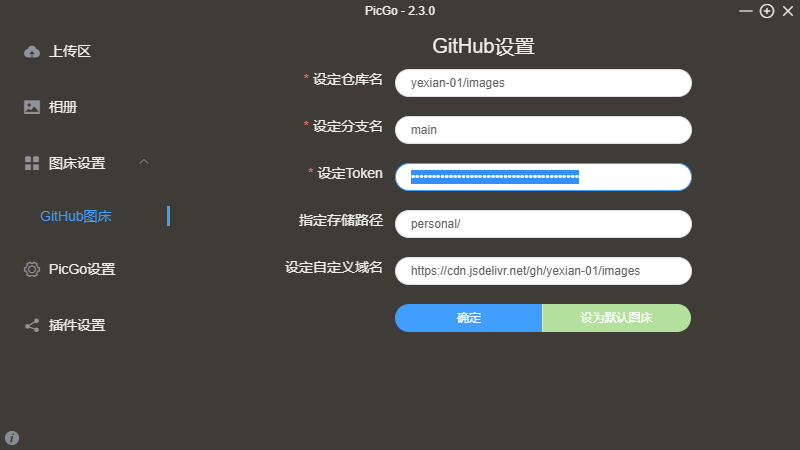 PicGo - 2.3.0
上传区
相册
图床设置
GitHub图床
PicGo设置
插件设置
GitHub设置
* 设定仓库名 yexian-01/images
* 设定分支名 main
* 设定Token
指定存储路径 personal/
设定自定义域名 https://cdn.jsdelivr.net/gh/yexian-01/images
确定 设为默认图床